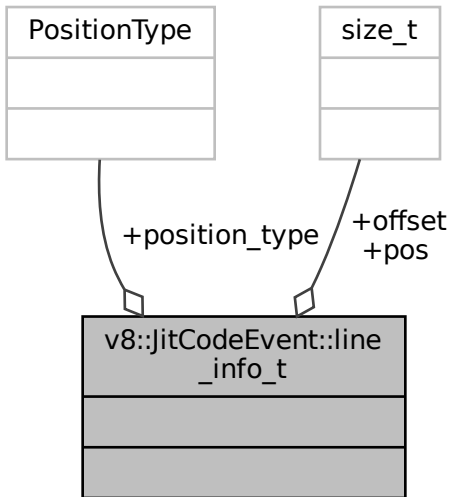 PositionType
size_t
+position_type
+offset
+pos
v8::JitCodeEvent::line
_info_t